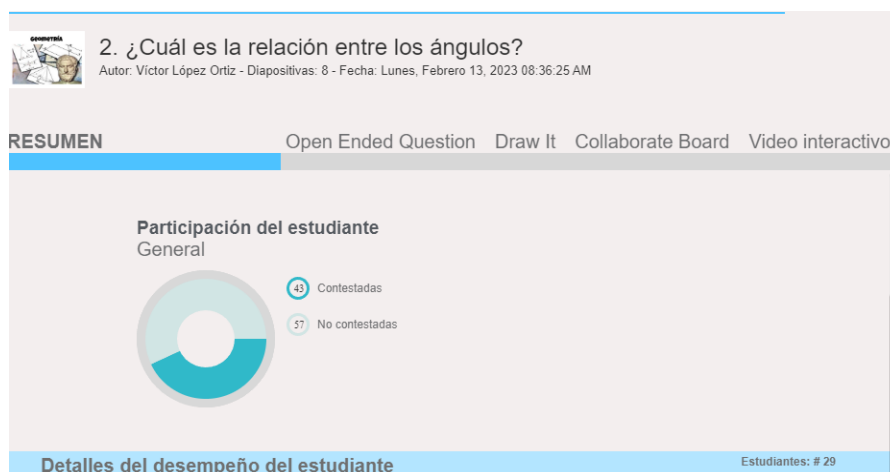 GEOMETRÍA
2. ¿Cuál es la relación entre los ángulos?
Autor: Víctor López Ortiz - Diapositivas: 8 - Fecha: Lunes, Febrero 13, 2023 08:36:25 AM
RESUMEN Open Ended Question Draw It Collaborate Board Video interactivo
Participación del estudiante
General
43 Contestadas
57 No contestadas
Detalles del desempeño del estudiante Estudiantes: # 29